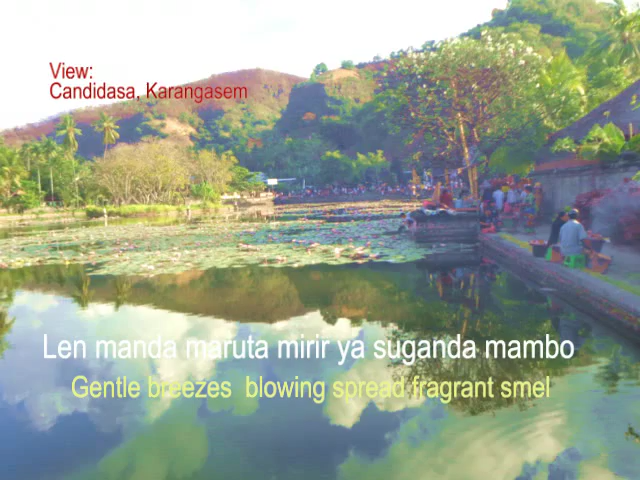 View:
Candidasa, Karangasem
Len manda maruta mirir ya suganda mambo
Gentle breezes blowing spread fragrant smel